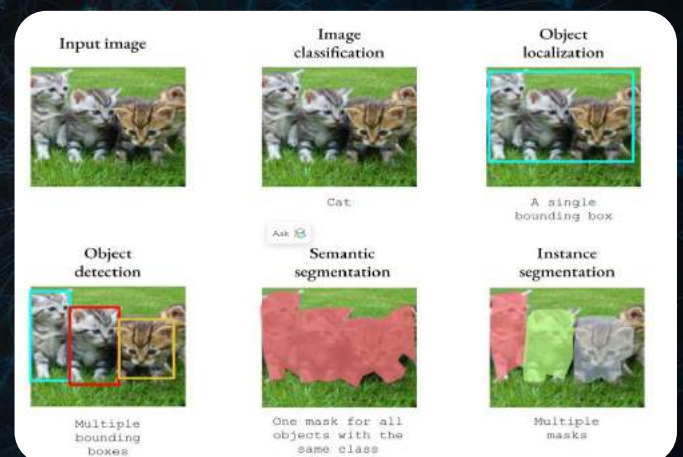 Input image
Image
classification
Object
localization
Cat
A single
bounding box
Ask
Object
detection
Semantic
segmentation
Instance
segmentation
Multiple
bounding
boxes
One mask for all
objects with the
same class
Multiple
masks